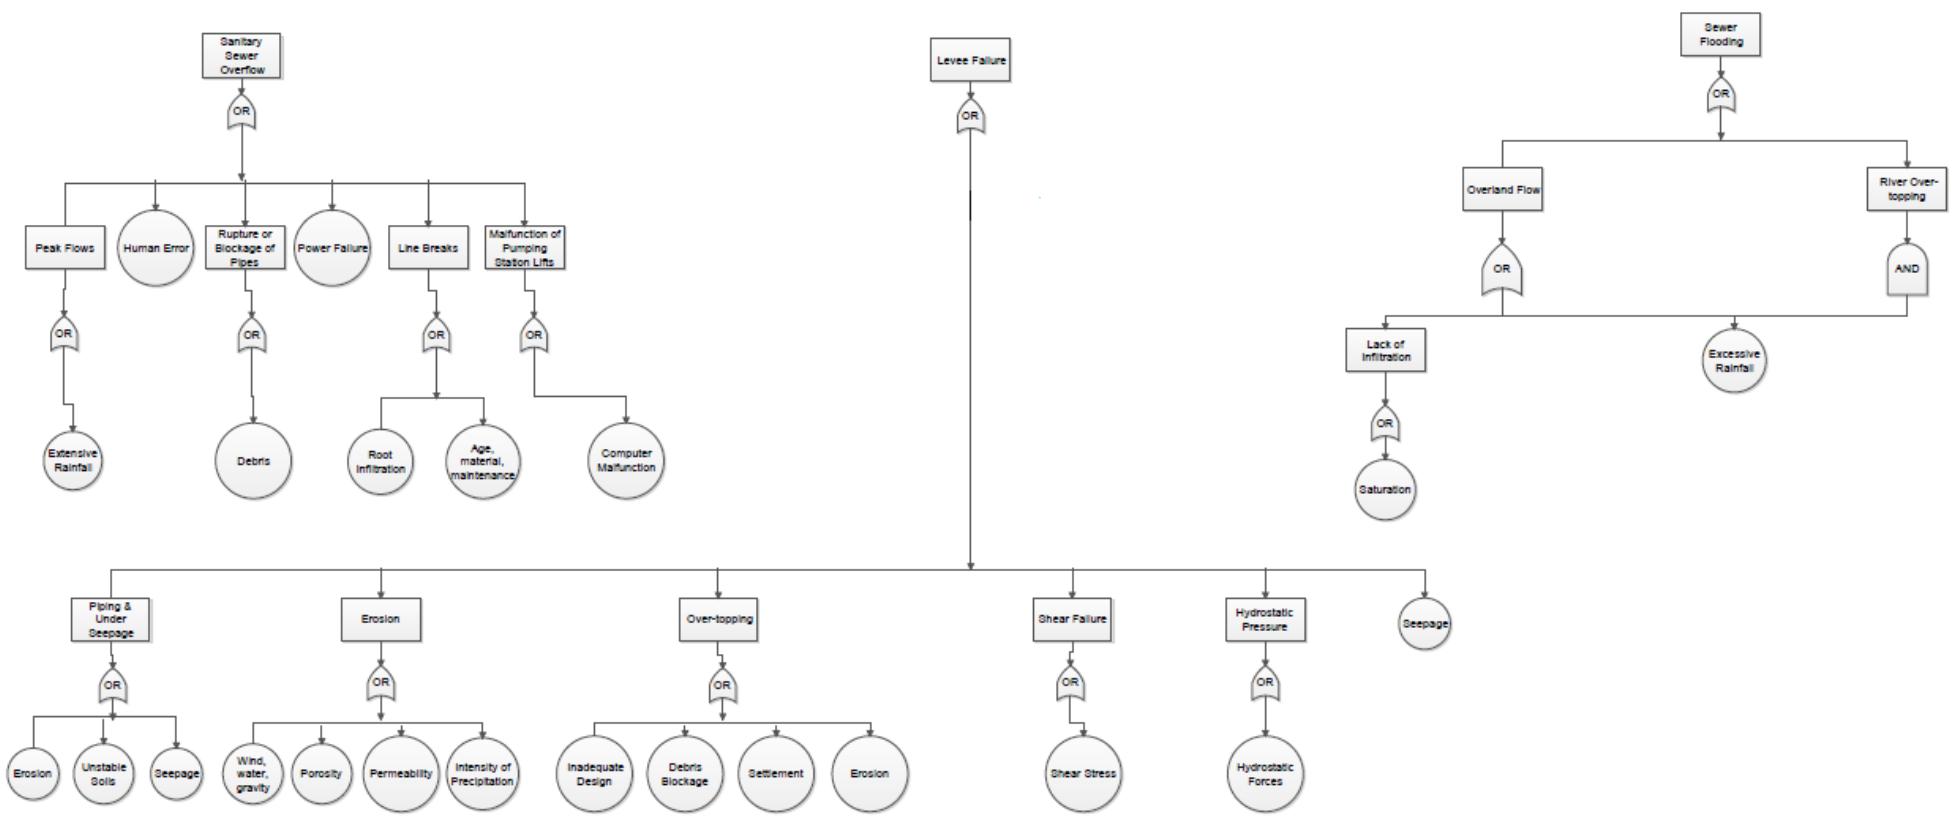 Sanitary
Sewer
Overflow
OR
Levee Failure
OR
Sewer
Flooding
OR
Peak Flows
Human Error
Rupture or
Blockage of
Pipes
Power Failure
Line Breaks
Malfunction of
Pumping
Station Lifts
OR
OR
OR
OR
Extensive
Rainfall
Debris
Root
Infiltration
Age,
material,
maintenance
Computer
Malfunction
Overland Flow
River Over-
topping
OR
AND
Lack of
Infiltration
Excessive
Rainfall
OR
Saturation
Piping &
Under
Seepage
Erosion
Over-topping
Shear Failure
Hydrostatic
Pressure
Seepage
OR
OR
OR
OR
OR
Erosion
Unstable
Soils
Seepage
Wind,
water,
gravity
Porosity
Permeability
Intensity of
Precipitation
Inadequate
Design
Debris
Blockage
Settlement
Erosion
Shear Stress
Hydrostatic
Forces